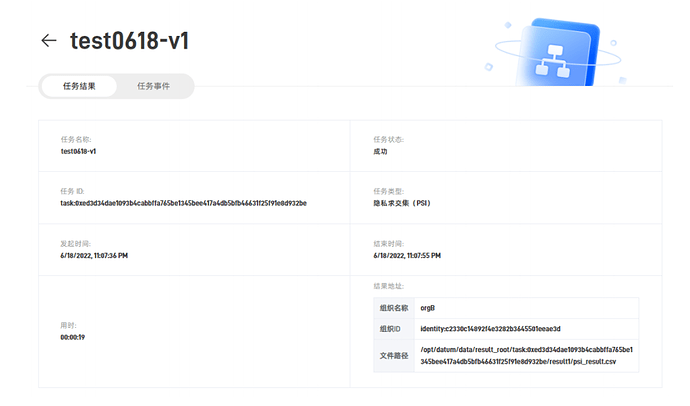 test0618-v1
任务结果 任务事件
任务名称:
test0618-v1
任务状态:
成功
任务 ID:
task:0xed3d34dae1093b4cabbffa765be1345bee417a4db5bfb46631f25f91e8d932be
任务类型:
隐私求交集（PSI）
发起时间:
6/18/2022, 11:07:36 PM
结束时间:
6/18/2022, 11:07:55 PM
用时:
00:00:19
结果地址:
组织名称 orgB
组织ID identity:c2330c14892f4e3282b3645501eeae3d
文件路径 /opt/datum/data/result_root/task:0xed3d34dae1093b4cabbffa765be1
345bee417a4db5bfb46631f25f91e8d932be/result1/psi_result.csv